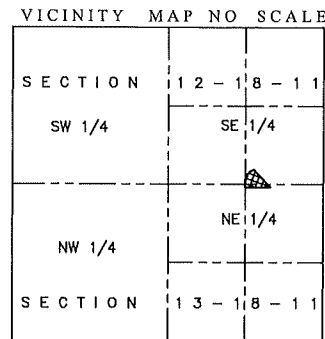 VICINITY MAP NO SCALE
SECTION 12-18-11
SW 1/4 SE 1/4
NE 1/4
NW 1/4
SECTION 13-18-11